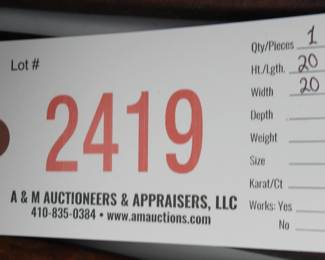 Lot #
2419
A & M AUCTIONEERS & APPRAISERS, LLC
410-835-0384 • www.amauctions.com
Qty/Pieces 1
Ht./Lgth. 20
Width 20
Depth
Weight
Size
Karat/Ct
Works: Yes
No